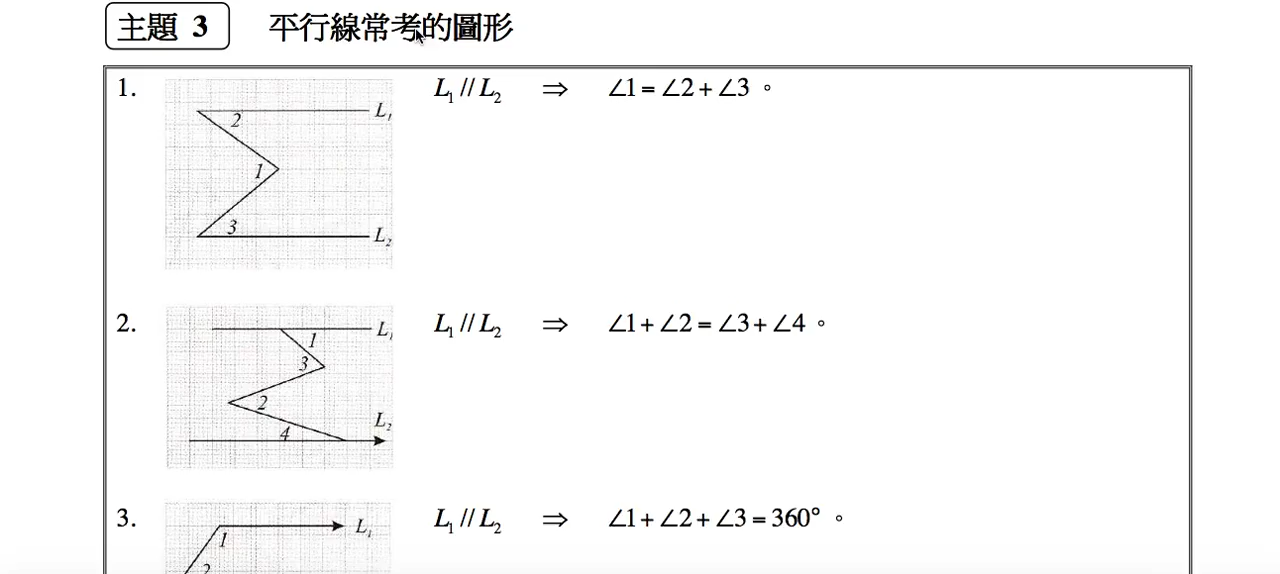 主題 3 平行線常考的圖形
1. L₁ // L₂ ⇒ ∠1 = ∠2 + ∠3。
2
L₁
1
3
L₂
2. L₁ // L₂ ⇒ ∠1 + ∠2 = ∠3 + ∠4。
L₁
1
3
2
L₂
4
3. L₁ // L₂ ⇒ ∠1 + ∠2 + ∠3 = 360°。
L₁
1
2